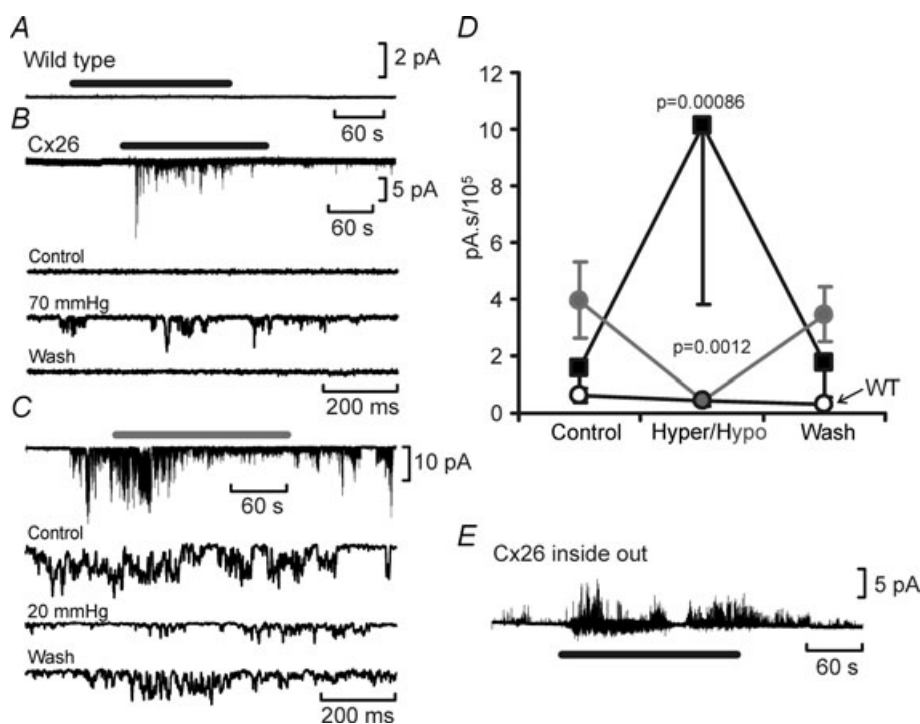 A
Wild type
2 pA
60 s
B
Cx26
5 pA
60 s
Control
70 mmHg
Wash
200 ms
C
10 pA
60 s
Control
20 mmHg
Wash
200 ms
D
12
10
8
6
4
2
0
pA.s/10⁵
p=0.00086
p=0.0012
WT
Control
Hyper/Hypo
Wash
E
Cx26 inside out
5 pA
60 s